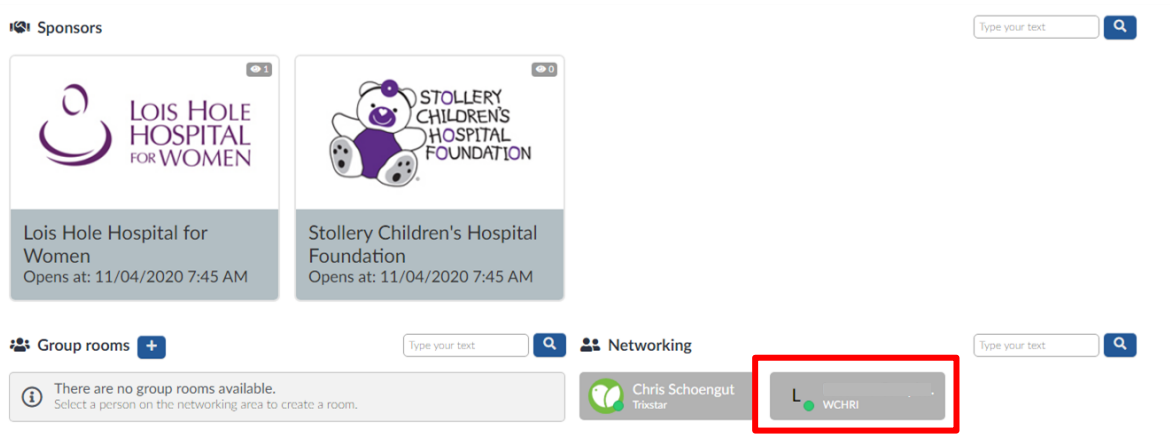 Sponsors
Type your text
1
LOIS HOLE
HOSPITAL
FOR WOMEN
0
STOLLERY
CHILDREN'S
HOSPITAL
FOUNDATION
Lois Hole Hospital for
Women
Opens at: 11/04/2020 7:45 AM
Stollery Children's Hospital
Foundation
Opens at: 11/04/2020 7:45 AM
Group rooms +
Type your text
Networking
Type your text
There are no group rooms available.
Select a person on the networking area to create a room.
Chris Schoengut
Trixstar
L
WCHRI